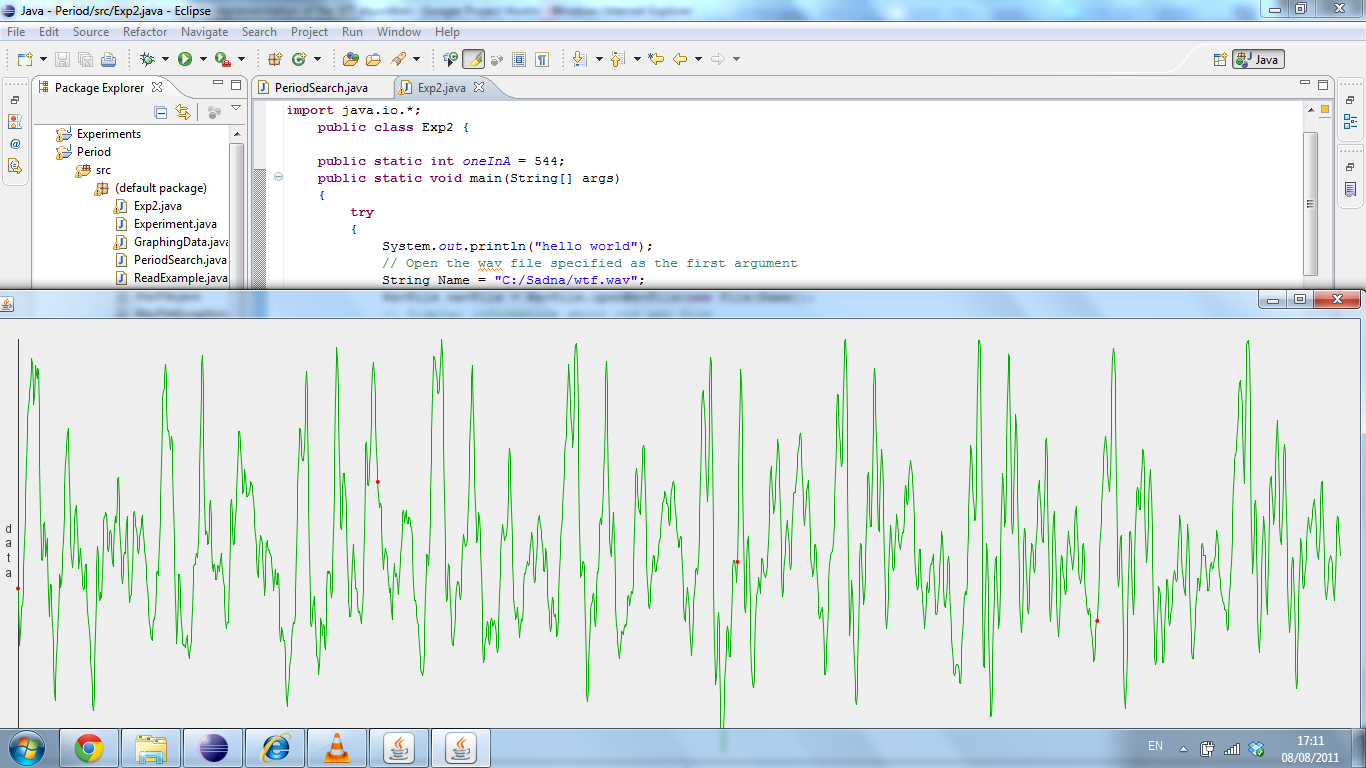 Java - Period/src/Exp2.java - Eclipse
File Edit Source Refactor Navigate Search Project Run Window Help
Java
Package Explorer
PeriodSearch.java
Exp2.java
Experiments
Period
src
(default package)
Exp2.java
Experiment.java
GraphingData.java
PeriodSearch.java
ReadExample.java
import java.io.*;
public class Exp2 {
public static int oneInA = 544;
public static void main(String[] args)
{
try
{
System.out.println("hello world");
// Open the wav file specified as the first argument
String Name = "C:/Sadna/wtf.wav";
data
EN
17:11
08/08/2011